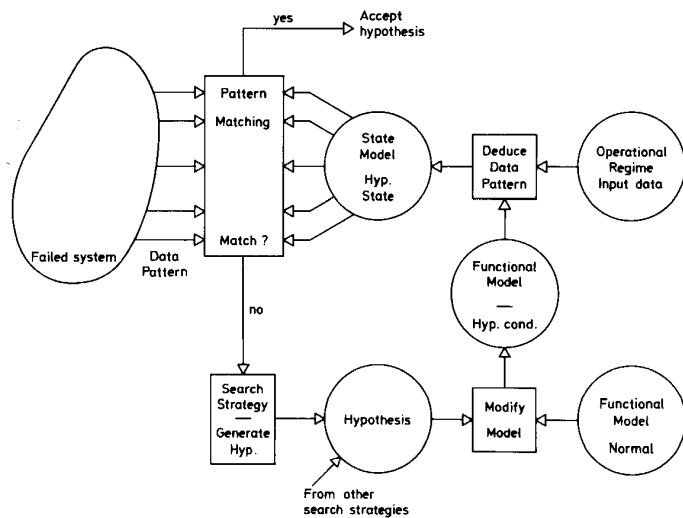 yes
Accept
hypothesis
Pattern
Matching
Match ?
Failed system
Data
Pattern
State
Model
Hyp.
State
Deduce
Data
Pattern
Operational
Regime
Input data
Functional
Model
—
Hyp. cond.
no
Search
Strategy
—
Generate
Hyp.
Hypothesis
Modify
Model
Functional
Model
Normal
From other
search strategies